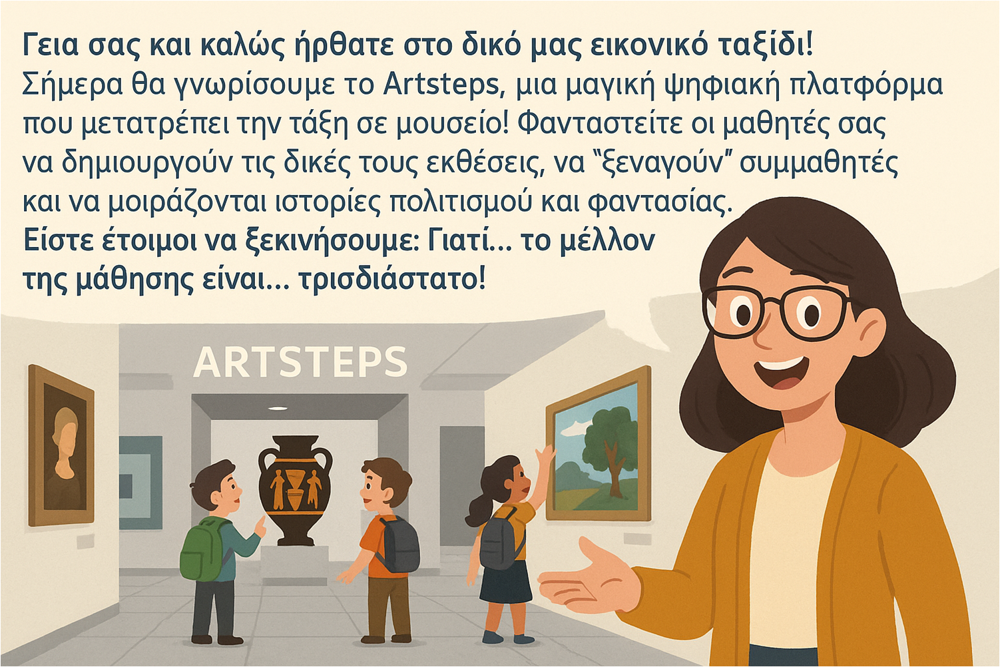 Γεια σας και καλώς ήρθατε στο δικό μας εικονικό ταξίδι!
Σήμερα θα γνωρίσουμε το Artsteps, μια μαγική ψηφιακή πλατφόρμα
που μετατρέπει την τάξη σε μουσείο! Φανταστείτε οι μαθητές σας
να δημιουργούν τις δικές τους εκθέσεις, να “ξεναγούν” συμμαθητές
και να μοιράζονται ιστορίες πολιτισμού και φαντασίας.
Είστε έτοιμοι να ξεκινήσουμε: Γιατί... το μέλλον
της μάθησης είναι... τρισδιάστατο!
ARTSTEPS